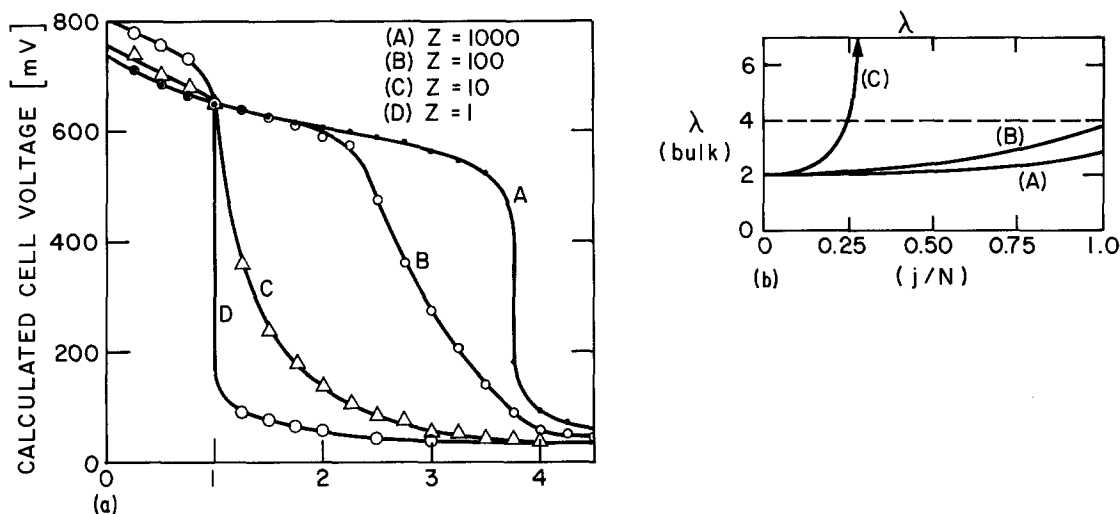 CALCULATED CELL VOLTAGE [mV]
800
600
400
200
0
(A) Z = 1000
(B) Z = 100
(C) Z = 10
(D) Z = 1
A
B
C
D
1
2
3
4
(a)
λ
λ
(bulk)
6
4
2
0
(C)
(B)
(A)
0
0.25
0.50
0.75
1.0
(b)
(j/N)